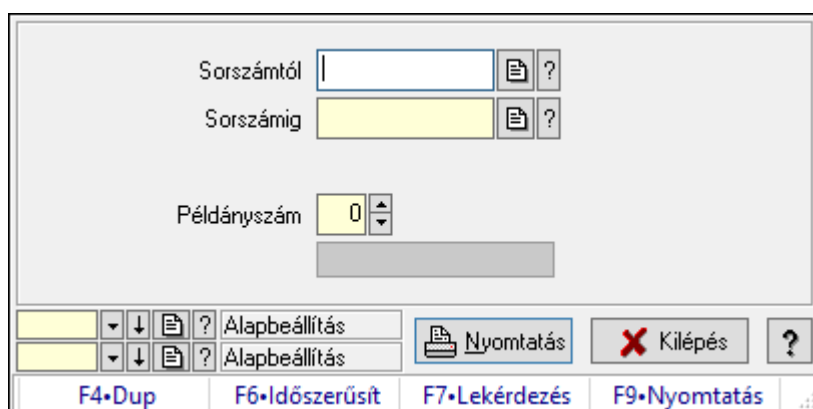 Sorszámtól ?
Sorszámig ?
Példányszám 0
? Alapbeállítás
? Alapbeállítás
Nyomtatás Kilépés ?
F4•Dup F6•Időszerűsít F7•Lekérdezés F9•Nyomtatás